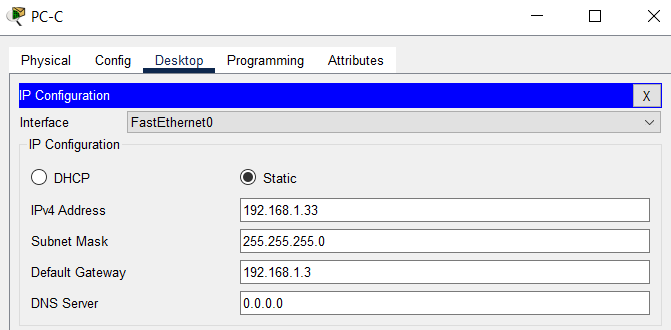 PC-C
Physical Config Desktop Programming Attributes
IP Configuration X
Interface FastEthernet0
IP Configuration
DHCP Static
IPv4 Address 192.168.1.33
Subnet Mask 255.255.255.0
Default Gateway 192.168.1.3
DNS Server 0.0.0.0